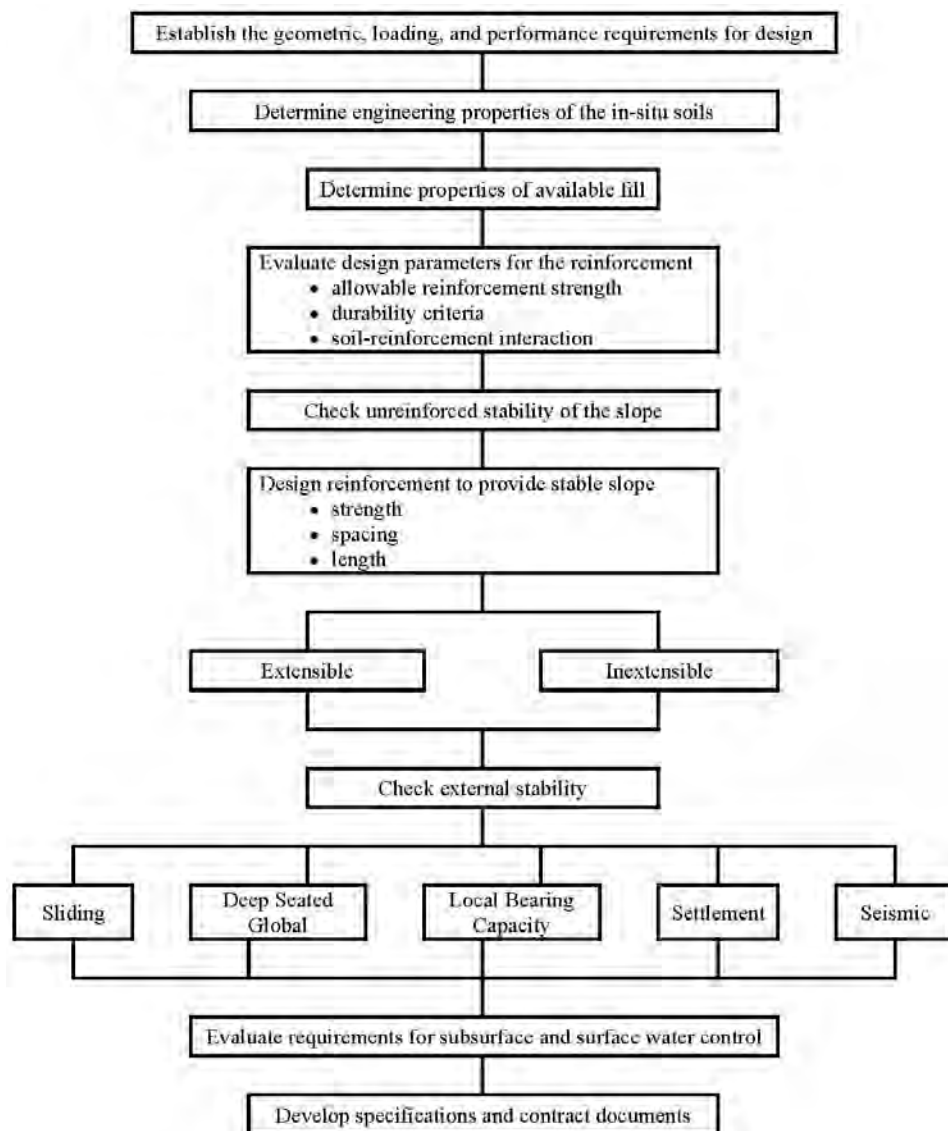 Establish the geometric, loading, and performance requirements for design
Determine engineering properties of the in-situ soils
Determine properties of available fill
Evaluate design parameters for the reinforcement
• allowable reinforcement strength
• durability criteria
• soil-reinforcement interaction
Check unreinforced stability of the slope
Design reinforcement to provide stable slope
• strength
• spacing
• length
Extensible
Inextensible
Check external stability
Sliding
Deep Seated
Global
Local Bearing
Capacity
Settlement
Seismic
Evaluate requirements for subsurface and surface water control
Develop specifications and contract documents